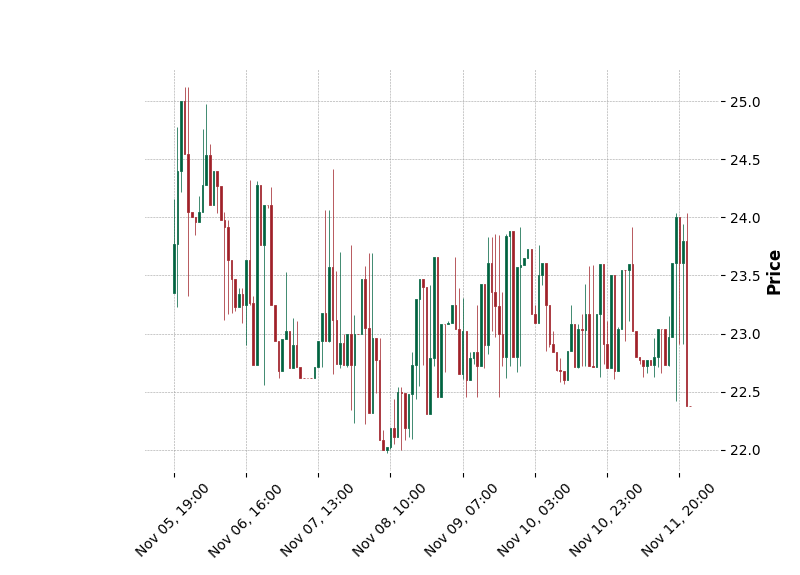 25.0
24.5
24.0
23.5
23.0
22.5
22.0
Price
Nov 05, 19:00
Nov 06, 16:00
Nov 07, 13:00
Nov 08, 10:00
Nov 09, 07:00
Nov 10, 03:00
Nov 10, 23:00
Nov 11, 20:00